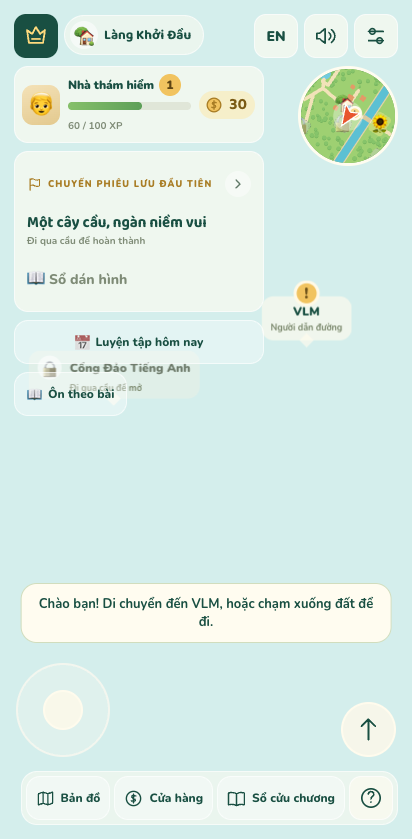 Làng Khởi Đầu
EN
Nhà thám hiểm 1
30
60 / 100 XP
CHUYẾN PHIÊU LƯU ĐẦU TIÊN
Một cây cầu, ngàn niềm vui
Đi qua cầu để hoàn thành
Sổ dán hình
!
VLM
Người dẫn đường
Luyện tập hôm nay
Cổng Đảo Tiếng Anh
Đi qua cầu để mở
Ôn theo bài
Chào bạn! Di chuyển đến VLM, hoặc chạm xuống đất để
đi.
Bản đồ
Cửa hàng
Sổ cửu chương
?